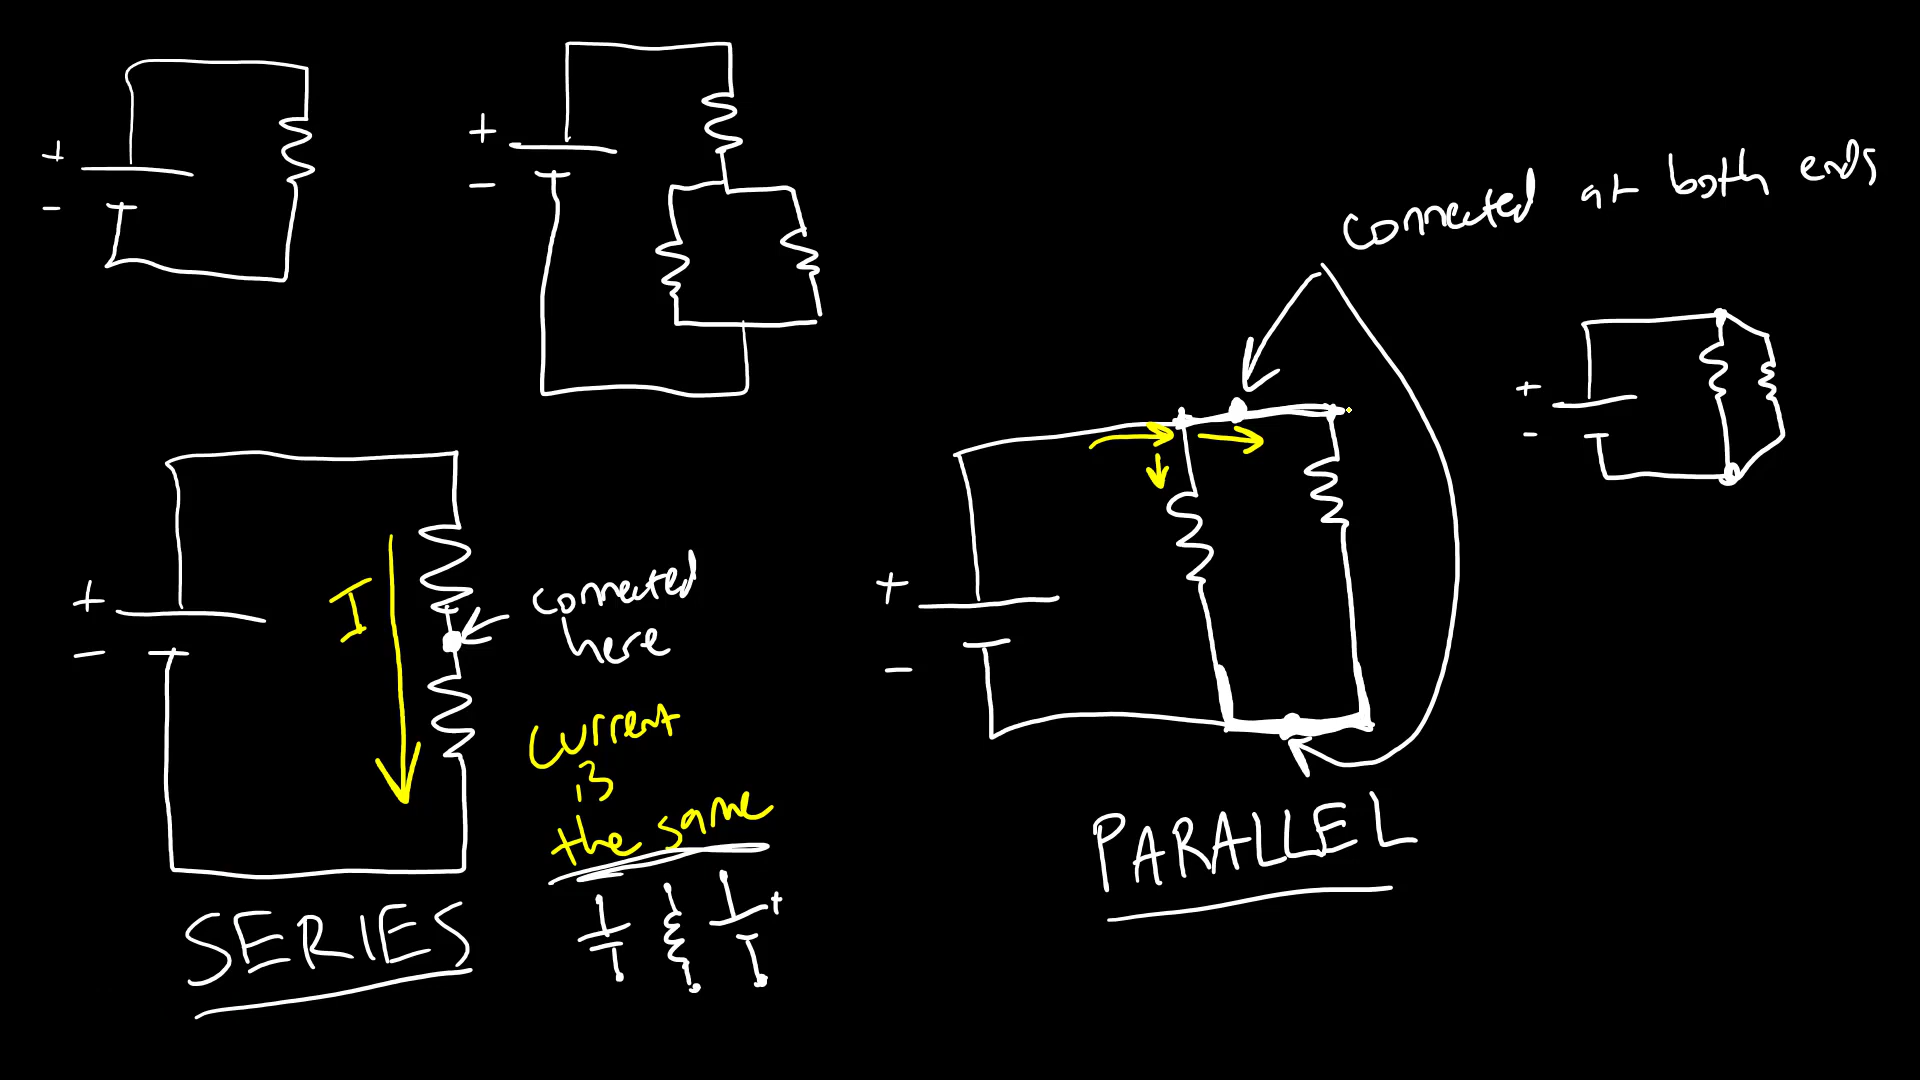 +
-
+
-
connected at both ends
+
-
+
-
I
connected
here
current
is
the same
+
-
+
SERIES
PARALLEL